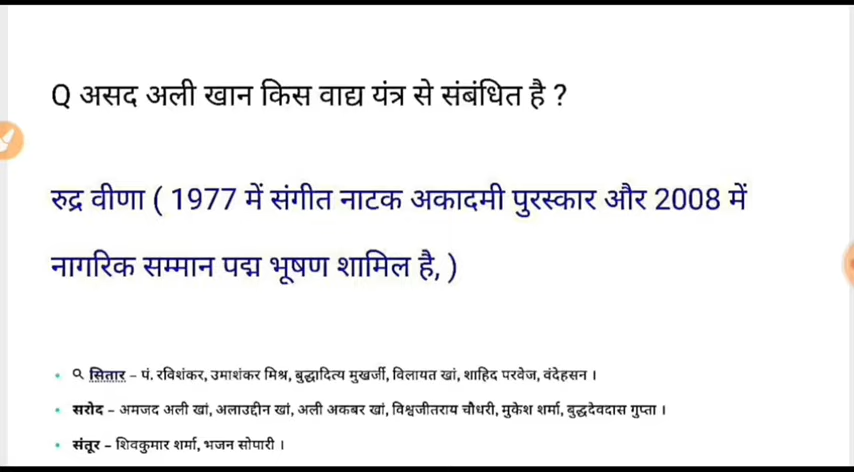 Q असद अली खान किस वाद्य यंत्र से संबंधित है ?
रुद्र वीणा ( 1977 में संगीत नाटक अकादमी पुरस्कार और 2008 में
नागरिक सम्मान पद्म भूषण शामिल है, )
सितार – पं. रविशंकर, उमाशंकर मिश्र, बुद्धादित्य मुखर्जी, विलायत खां, शाहिद परवेज, वंदेहसन ।
सरोद – अमजद अली खां, अलाउद्दीन खां, अली अकबर खां, विश्वजीतराय चौधरी, मुकेश शर्मा, बुद्धदेवदास गुप्ता ।
संतूर – शिवकुमार शर्मा, भजन सोपारी ।